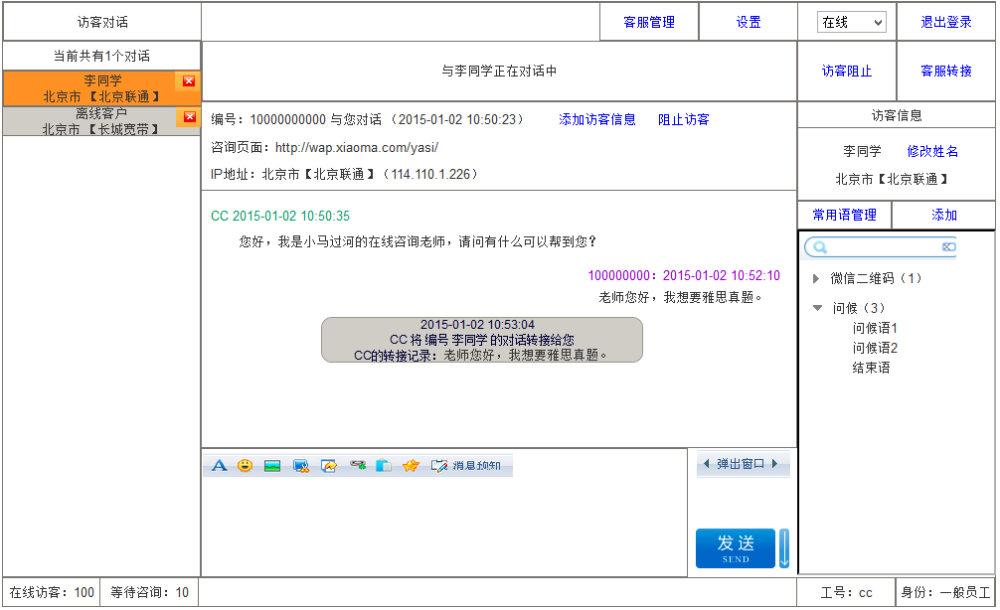 访客对话
客服管理
设置
在线
退出登录
当前共有1个对话
李同学
北京市 【北京联通】
离线客户
北京市 【长城宽带】
与李同学正在对话中
访客阻止
客服转接
编号：10000000000 与您对话 （2015-01-02 10:50:23） 添加访客信息 阻止访客
咨询页面：http://wap.xiaoma.com/yasi/
IP地址：北京市【北京联通】（114.110.1.226）
CC 2015-01-02 10:50:35
您好，我是小马过河的在线咨询老师，请问有什么可以帮到您？
100000000：2015-01-02 10:52:10
老师您好，我想要雅思真题。
2015-01-02 10:53:04
CC 将 编号 李同学 的对话转接给您
CC的转接记录：老师您好，我想要雅思真题。
消息预知
弹出窗口
发 送
SEND
访客信息
李同学 修改姓名
北京市【北京联通】
常用语管理 添加
微信二维码（1）
问候（3）
问候语1
问候语2
结束语
在线访客：100 等待咨询：10 工号：cc 身份：一般员工